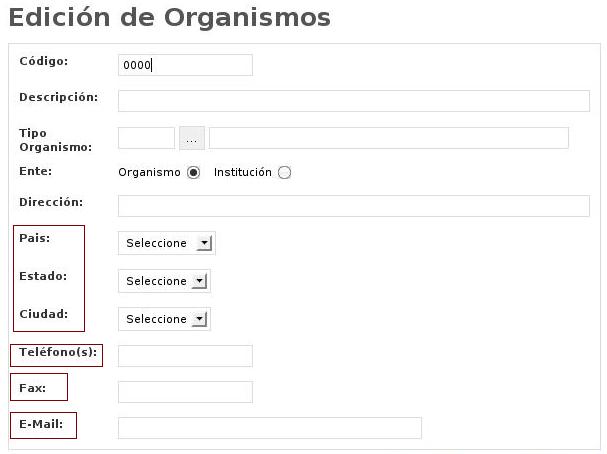 Edición de Organismos
Código: 0000
Descripción:
Tipo
Organismo: ...
Ente: Organismo Institución
Dirección:
Pais: Seleccione
Estado: Seleccione
Ciudad: Seleccione
Teléfono(s):
Fax:
E-Mail: